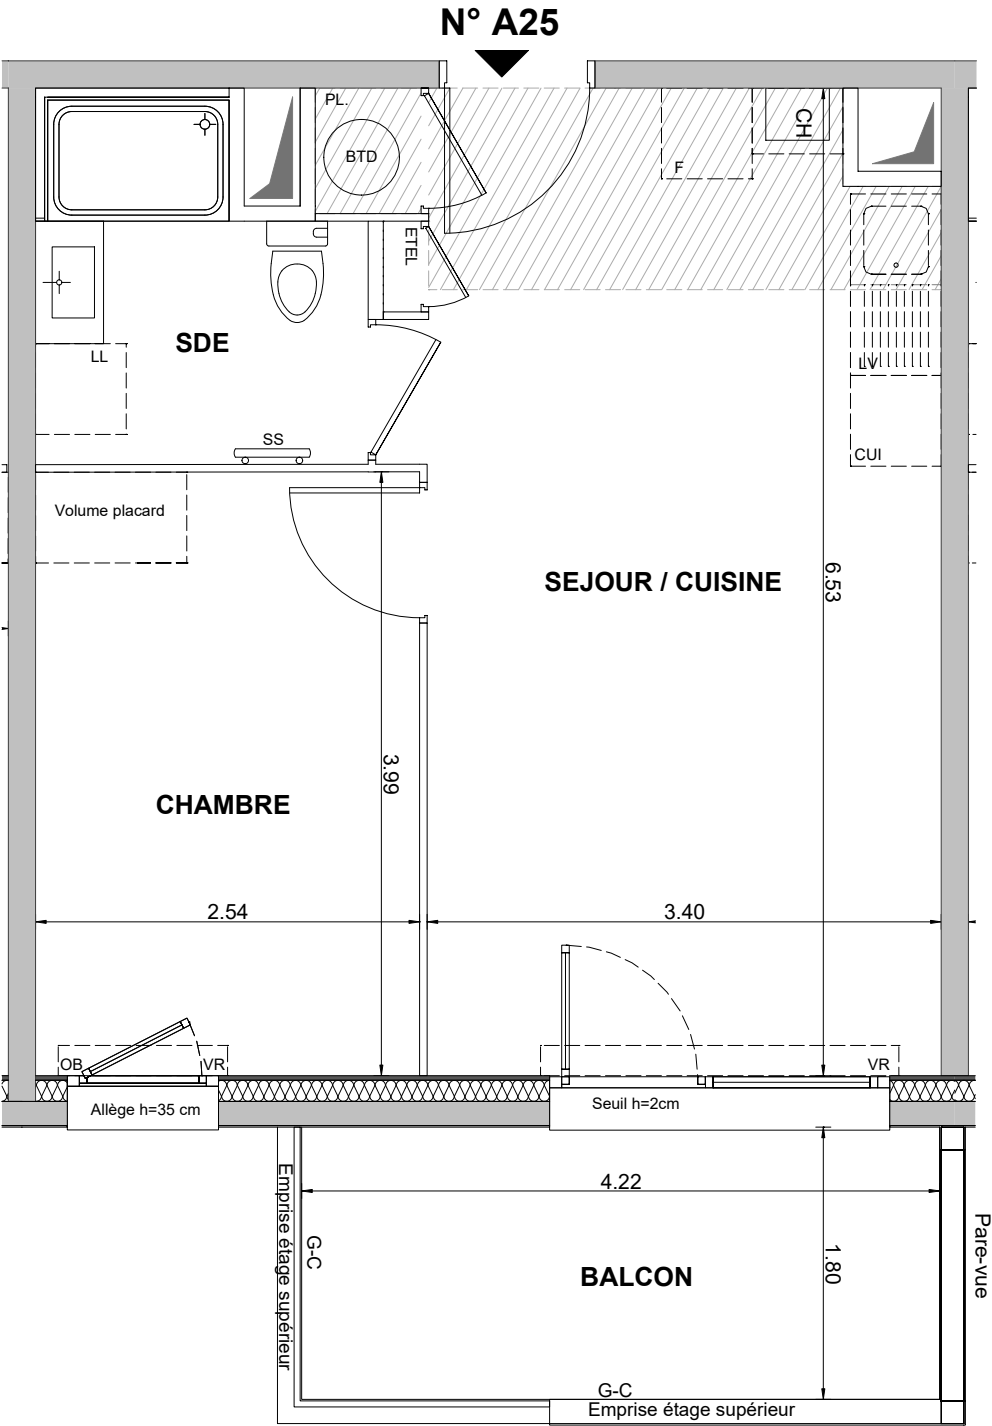 N° A25
PL.
BTD
F
CH
ETEL
SDE
LL
LV
SS
CUI
Volume placard
SEJOUR / CUISINE
6.53
3.99
CHAMBRE
2.54
3.40
OB
VR
VR
Allège h=35 cm
Seuil h=2cm
Emprise étage supérieur
4.22
G-C
BALCON
1.80
Pare-vue
G-C
Emprise étage supérieur